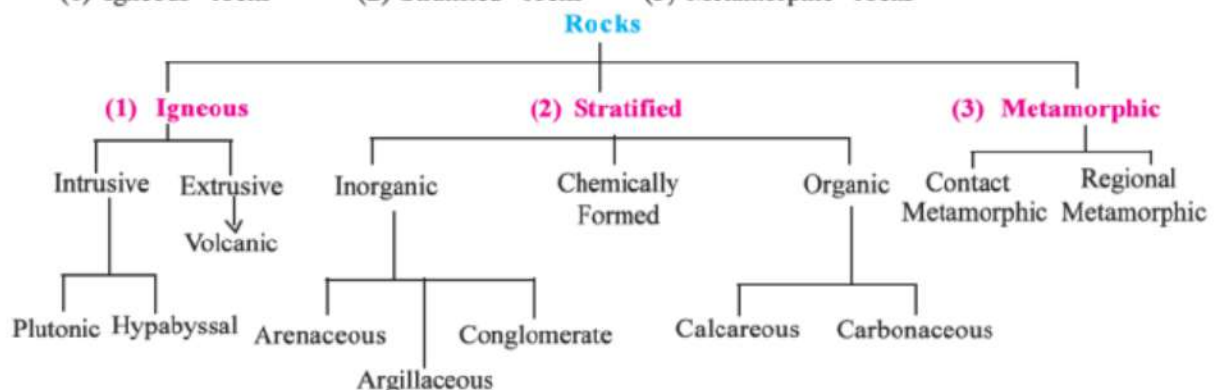 Rocks
(1) Igneous (2) Stratified (3) Metamorphic
Intrusive Extrusive Inorganic Chemically Formed Organic Contact Metamorphic Regional Metamorphic
Volcanic
Plutonic Hypabyssal Arenaceous Conglomerate Calcareous Carbonaceous
Argillaceous